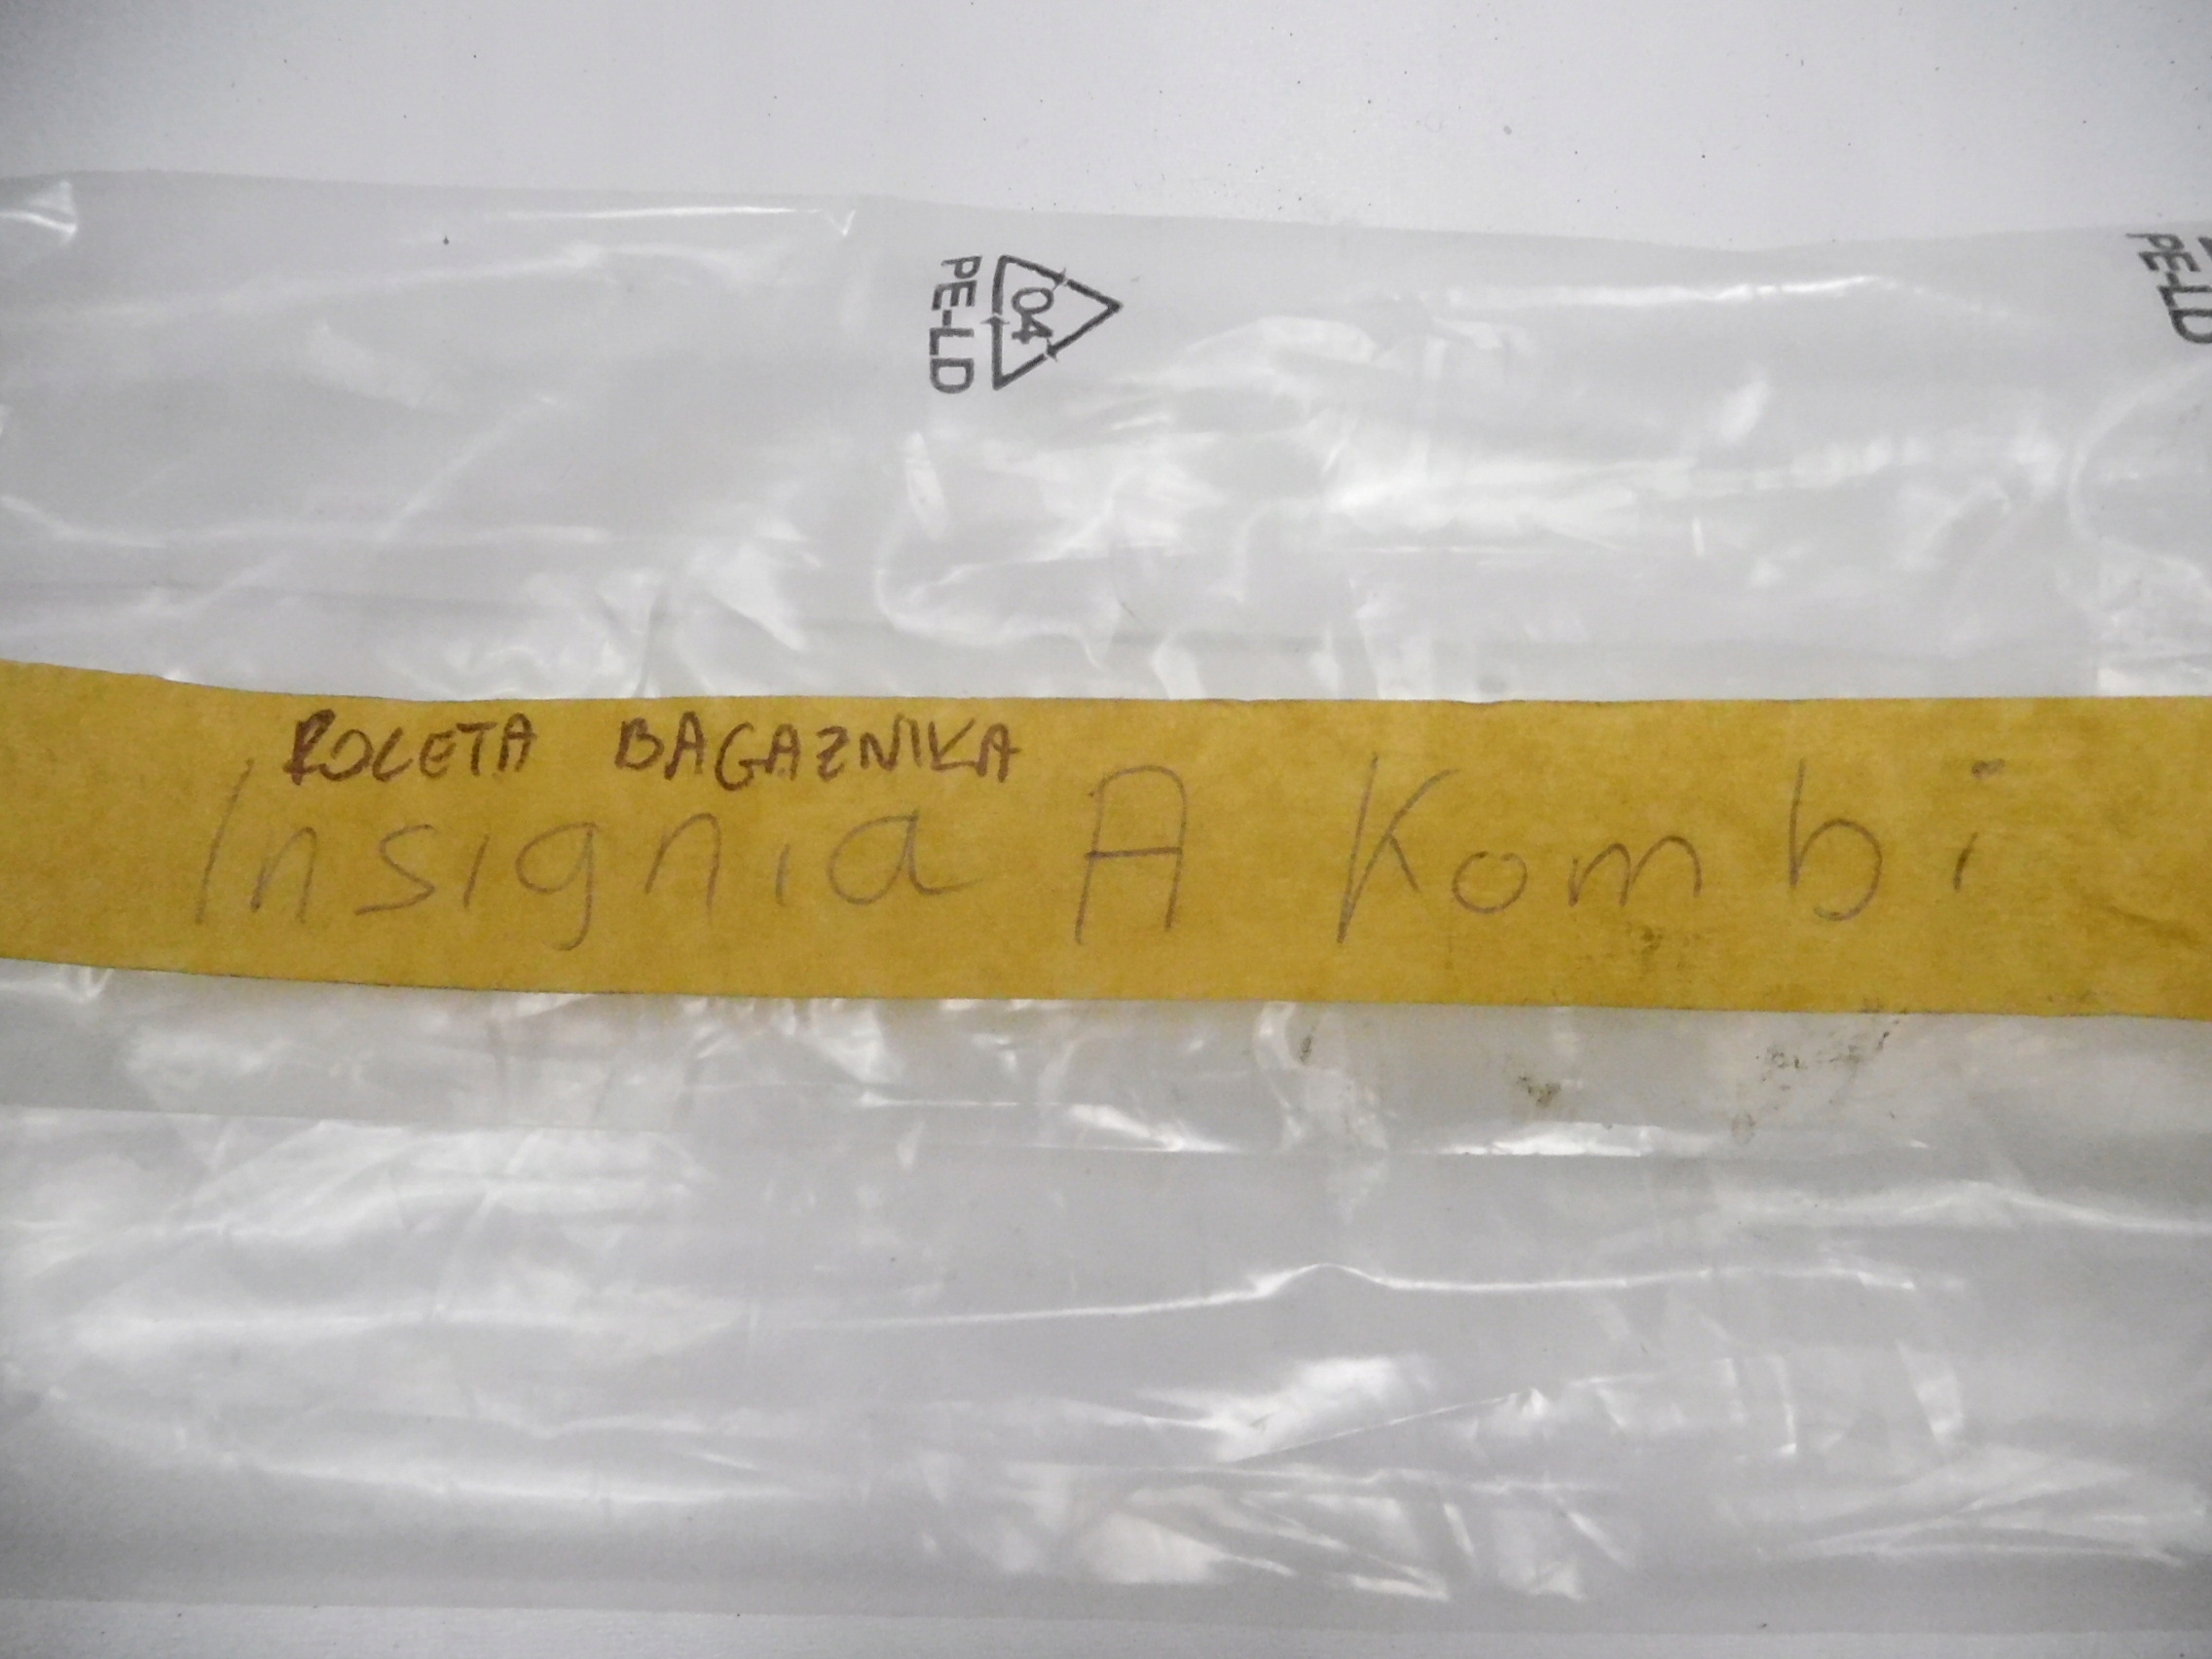 04
PE-LD
PE-LD
ROLETA BAGAZNIKA
Insignia A Kombi